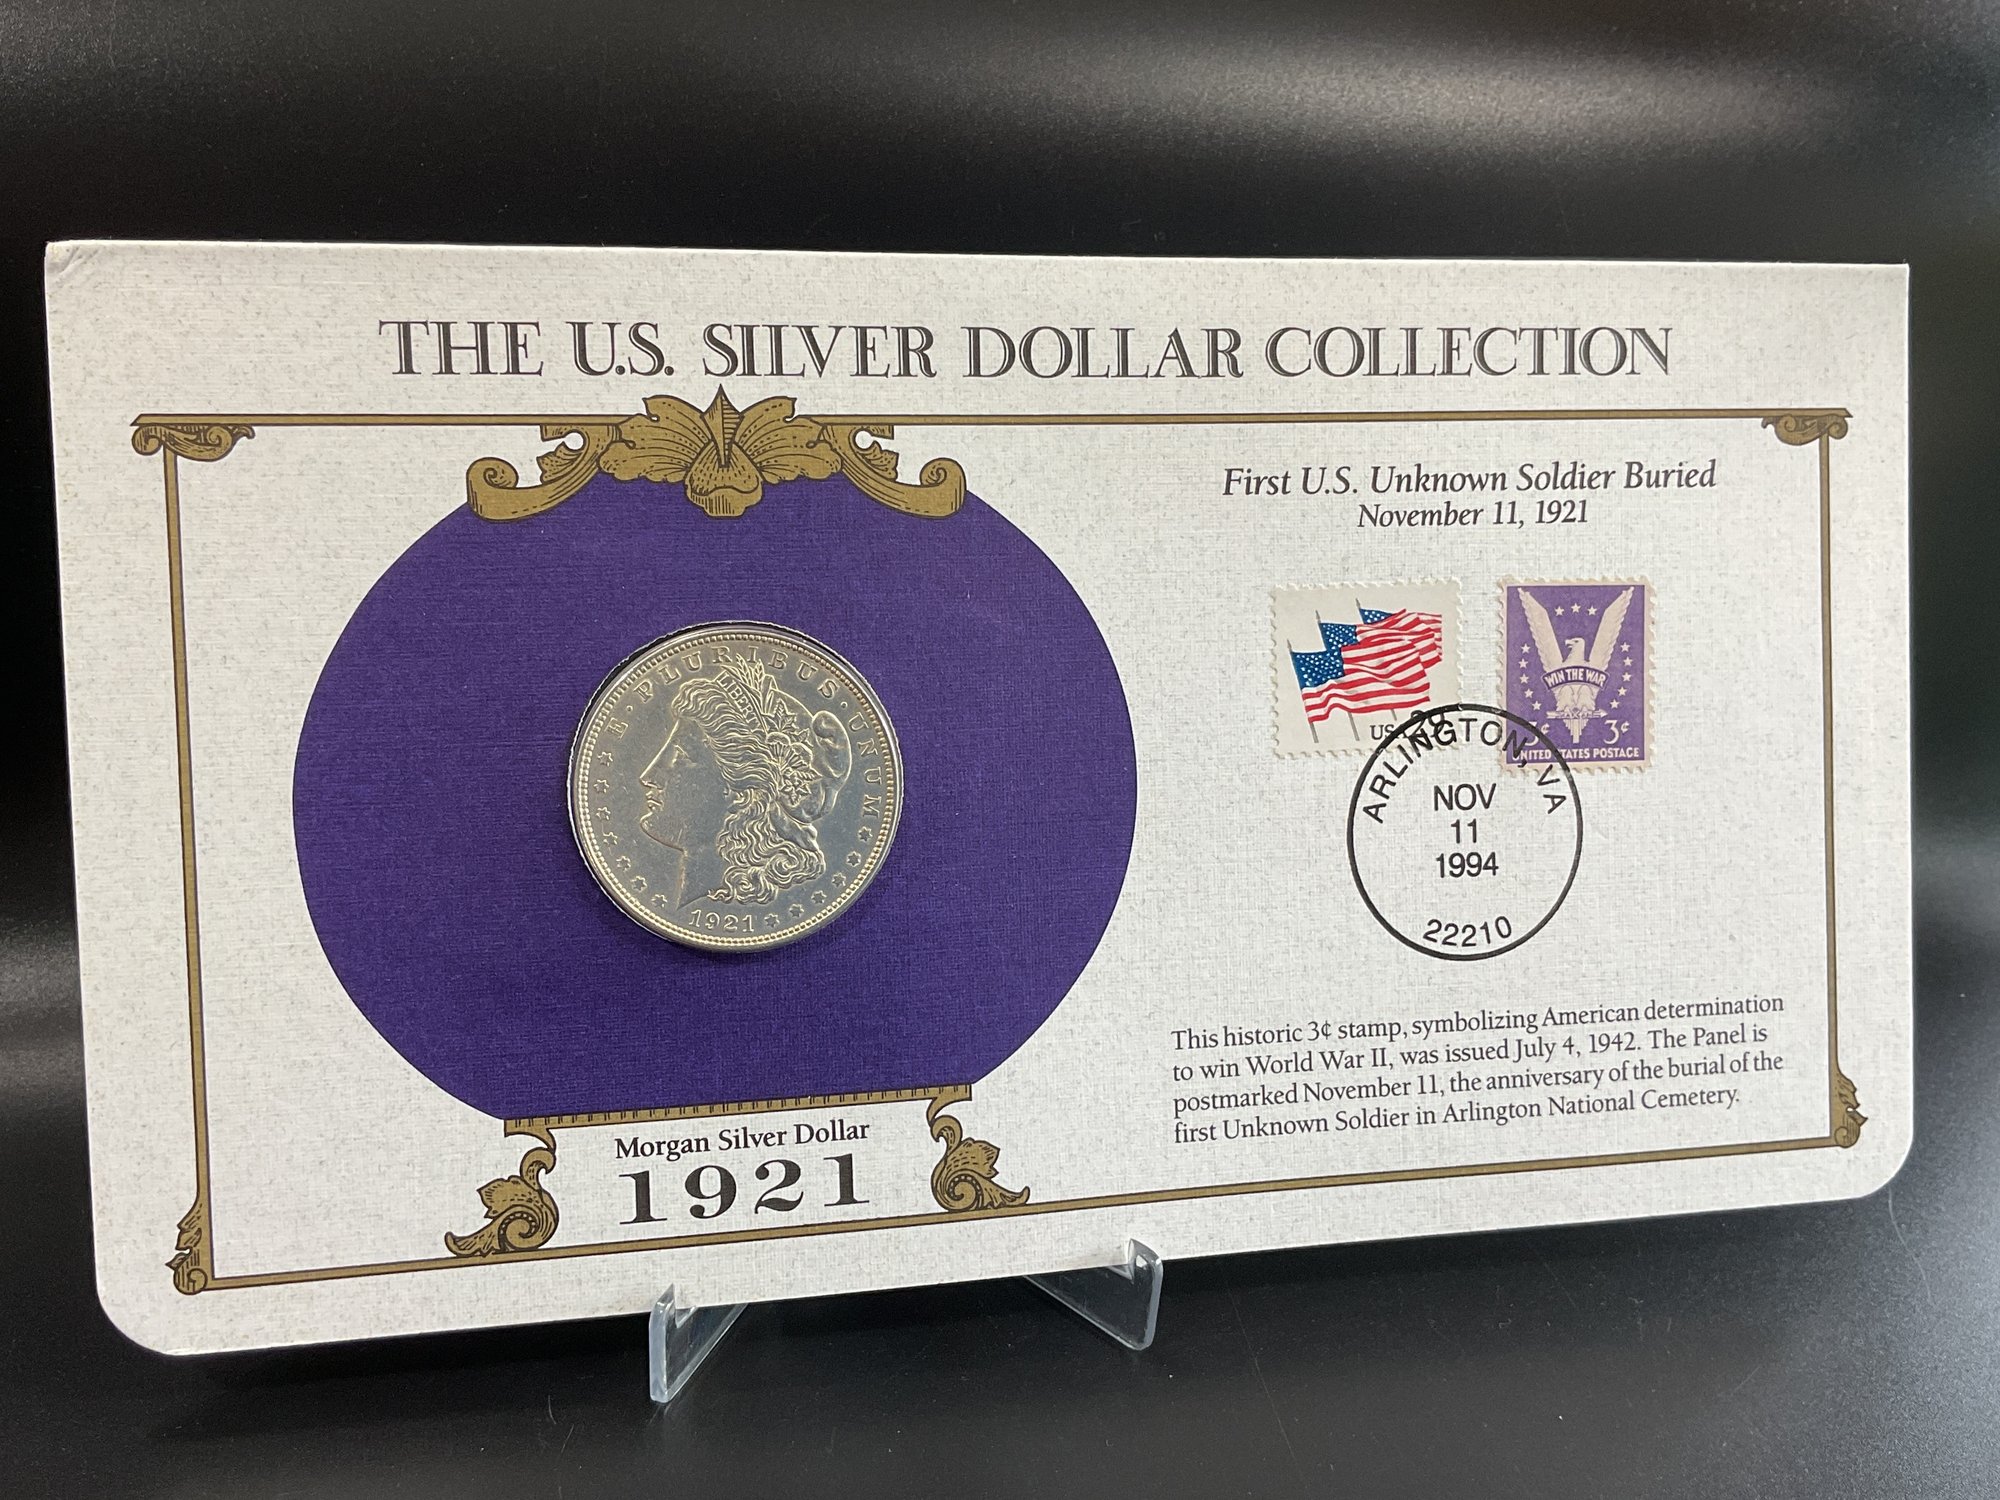 THE U.S. SILVER DOLLAR COLLECTION
First U.S. Unknown Soldier Buried
November 11, 1921
USA 20
WIN THE WAR
3¢ 3¢
UNITED STATES POSTAGE
ARLINGTON, VA
NOV
11
1994
22210
E · PLURIBUS · UNUM
LIBERTY
1921
This historic 3¢ stamp, symbolizing American determination
to win World War II, was issued July 4, 1942. The Panel is
postmarked November 11, the anniversary of the burial of the
first Unknown Soldier in Arlington National Cemetery.
Morgan Silver Dollar
1921